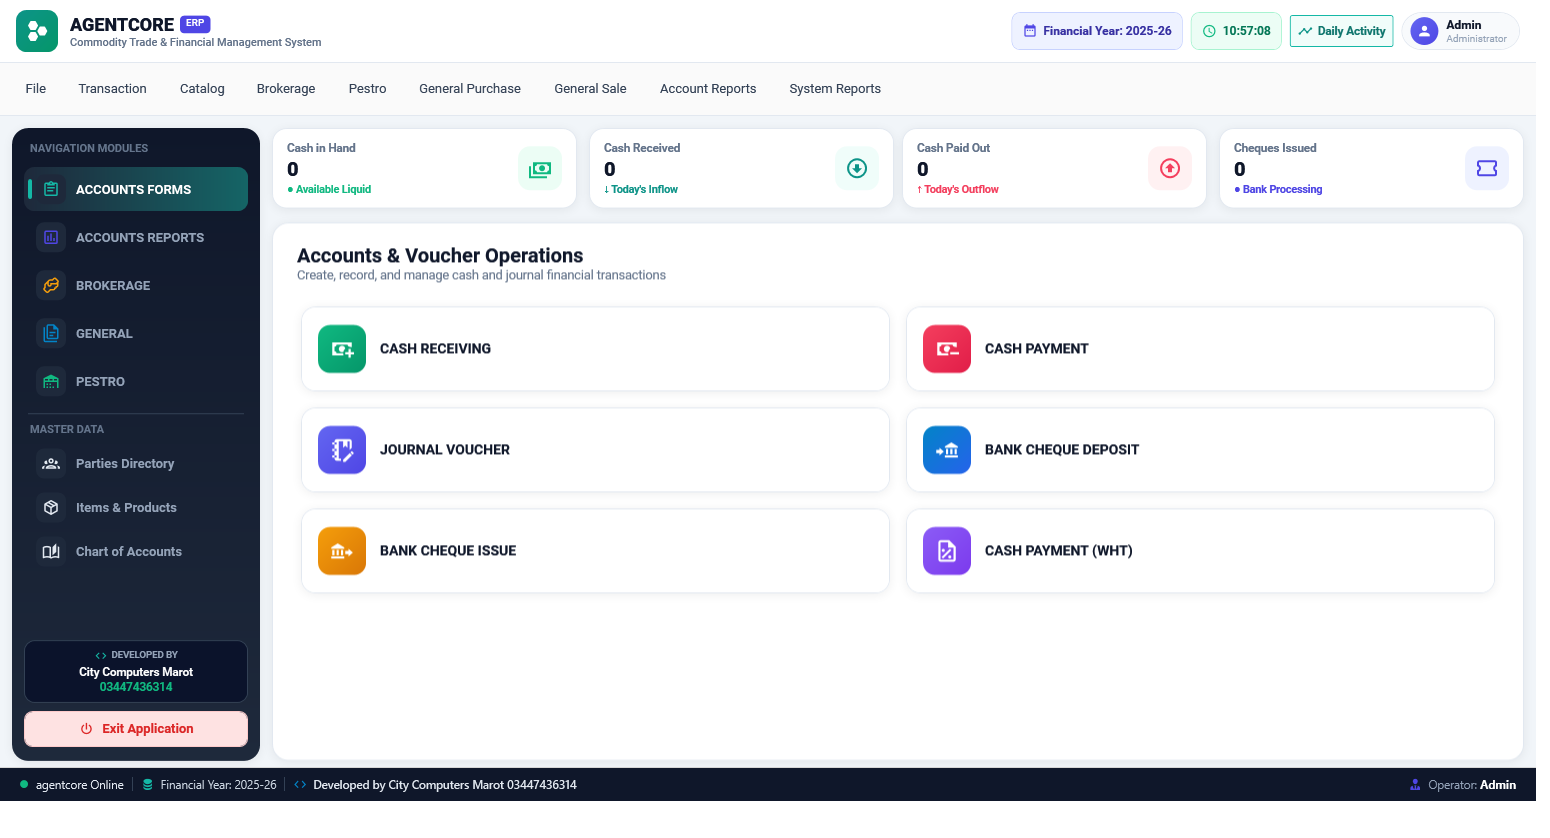 AGENTCORE ERP
Commodity Trade & Financial Management System
Financial Year: 2025-26
10:57:08
Daily Activity
Admin
Administrator
File Transaction Catalog Brokerage Pestro General Purchase General Sale Account Reports System Reports
NAVIGATION MODULES
ACCOUNTS FORMS
ACCOUNTS REPORTS
BROKERAGE
GENERAL
PESTRO
MASTER DATA
Parties Directory
Items & Products
Chart of Accounts
DEVELOPED BY
City Computers Marot
03447436314
Exit Application
Cash in Hand
0
● Available Liquid
Cash Received
0
↓ Today's Inflow
Cash Paid Out
0
↑ Today's Outflow
Cheques Issued
0
● Bank Processing
Accounts & Voucher Operations
Create, record, and manage cash and journal financial transactions
CASH RECEIVING
CASH PAYMENT
JOURNAL VOUCHER
BANK CHEQUE DEPOSIT
BANK CHEQUE ISSUE
CASH PAYMENT (WHT)
agentcore Online
Financial Year: 2025-26
Developed by City Computers Marot 03447436314
Operator: Admin